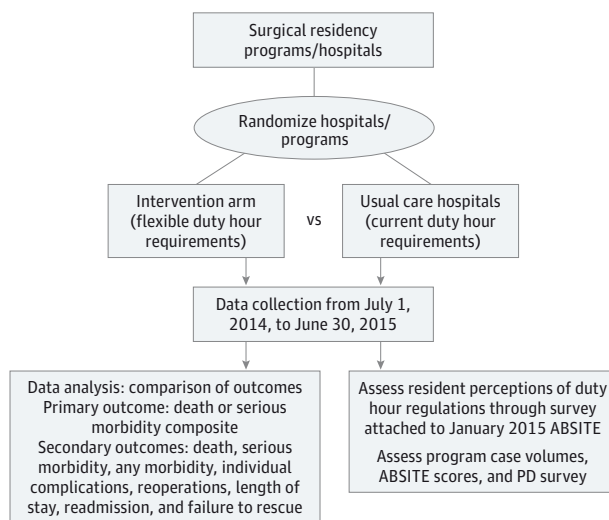 Surgical residency
programs/hospitals
Randomize hospitals/
programs
Intervention arm
(flexible duty hour
requirements)
vs
Usual care hospitals
(current duty hour
requirements)
Data collection from July 1,
2014, to June 30, 2015
Data analysis: comparison of outcomes
Primary outcome: death or serious
morbidity composite
Secondary outcomes: death, serious
morbidity, any morbidity, individual
complications, reoperations, length of
stay, readmission, and failure to rescue
Assess resident perceptions of duty
hour regulations through survey
attached to January 2015 ABSITE
Assess program case volumes,
ABSITE scores, and PD survey